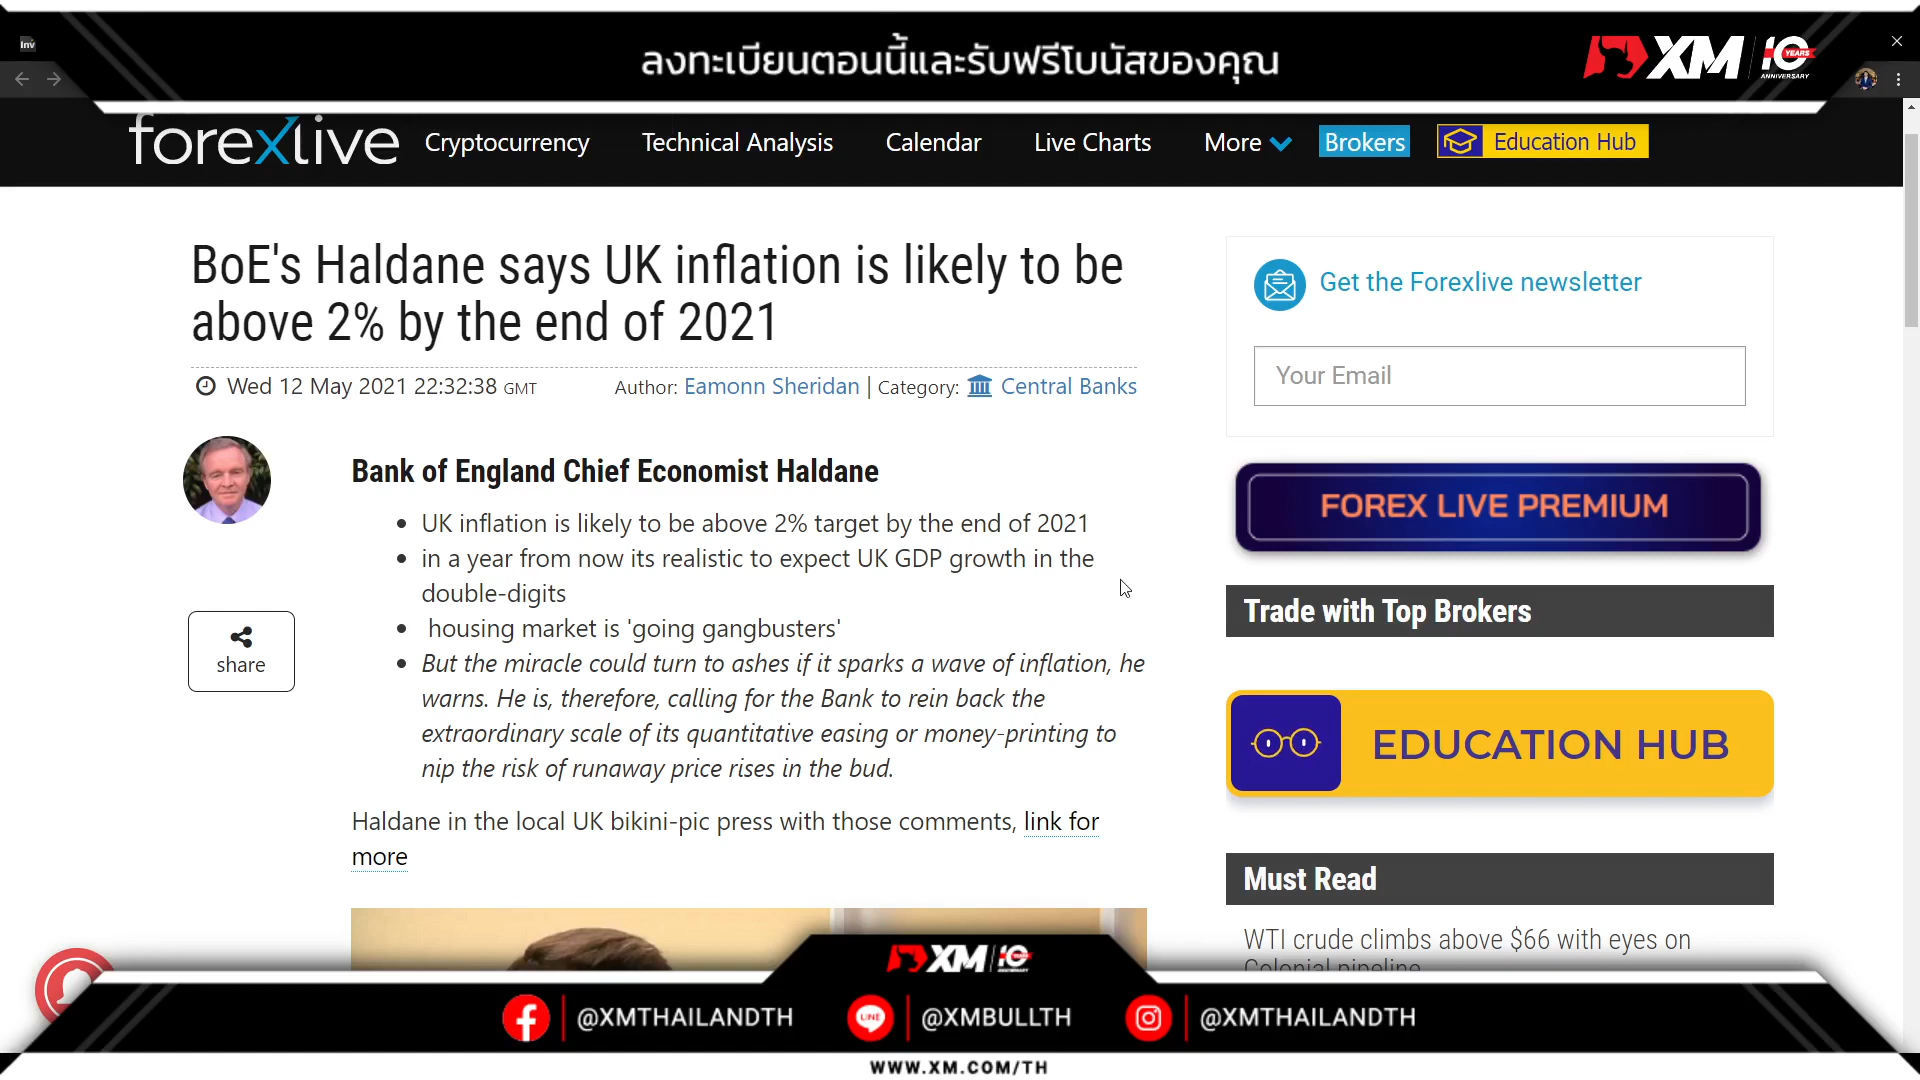 Inv
ลงทะเบียนตอนนี้และรับฟรีโบนัสของคุณ
XM 10 YEARS ANNIVERSARY
forexlive Cryptocurrency Technical Analysis Calendar Live Charts More Brokers Education Hub
BoE's Haldane says UK inflation is likely to be
above 2% by the end of 2021
Wed 12 May 2021 22:32:38 GMT Author: Eamonn Sheridan | Category: Central Banks
Bank of England Chief Economist Haldane
• UK inflation is likely to be above 2% target by the end of 2021
• in a year from now its realistic to expect UK GDP growth in the
double-digits
• housing market is 'going gangbusters'
• But the miracle could turn to ashes if it sparks a wave of inflation, he
warns. He is, therefore, calling for the Bank to rein back the
extraordinary scale of its quantitative easing or money-printing to
nip the risk of runaway price rises in the bud.
share
Haldane in the local UK bikini-pic press with those comments, link for
more
Get the Forexlive newsletter
Your Email
FOREX LIVE PREMIUM
Trade with Top Brokers
EDUCATION HUB
Must Read
WTI crude climbs above $66 with eyes on
Colonial pipeline
XM 10
@XMTHAILANDTH LINE @XMBULLTH @XMTHAILANDTH
WWW.XM.COM/TH